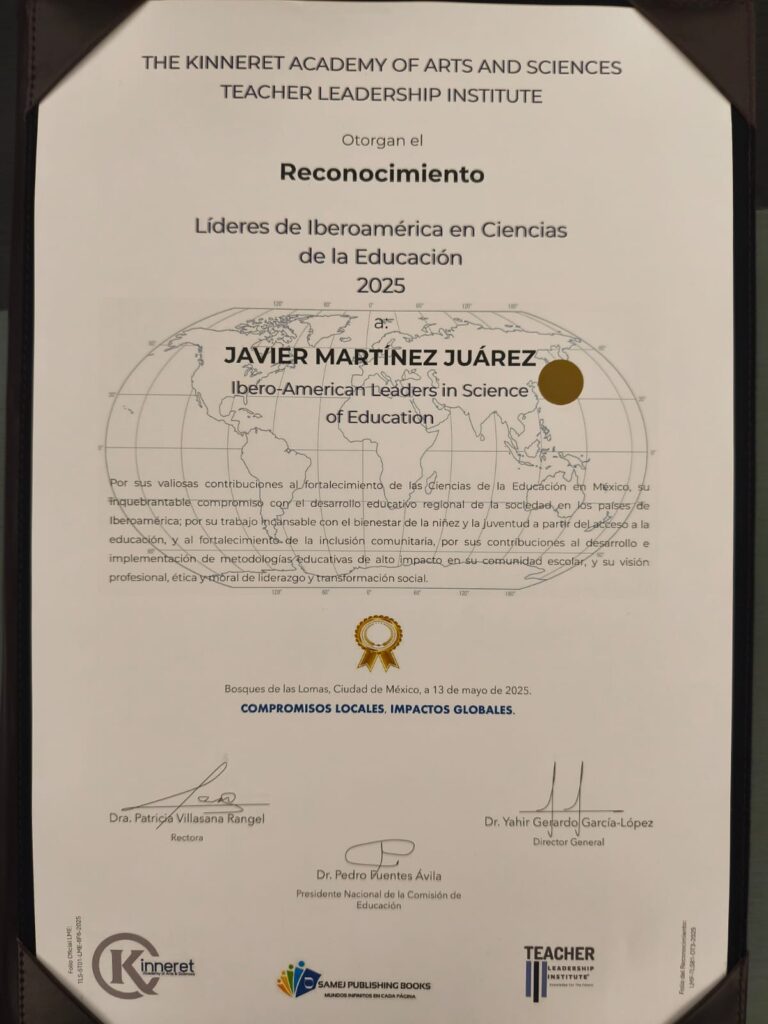 THE KINNERET ACADEMY OF ARTS AND SCIENCES
TEACHER LEADERSHIP INSTITUTE
Otorgan el
Reconocimiento
Líderes de Iberoamérica en Ciencias
de la Educación
2025
a:
JAVIER MARTÍNEZ JUÁREZ
Ibero-American Leaders in Science
of Education
Por sus valiosas contribuciones al fortalecimiento de las Ciencias de la Educación en México, su
inquebrantable compromiso con el desarrollo educativo regional de la sociedad en los países de
Iberoamérica; por su trabajo incansable con el bienestar de la niñez y la juventud a partir del acceso a la
educación, y al fortalecimiento de la inclusión comunitaria, por sus contribuciones al desarrollo e
implementación de metodologías educativas de alto impacto en su comunidad escolar, y su visión
profesional, ética y moral de liderazgo y transformación social.
Bosques de las Lomas, Ciudad de México, a 13 de mayo de 2025.
COMPROMISOS LOCALES, IMPACTOS GLOBALES.
Dra. Patricia Villasana Rangel
Rectora
Dr. Yahir Gerardo García-López
Director General
Dr. Pedro Fuentes Ávila
Presidente Nacional de la Comisión de
Educación
Folio Oficial LME:
Folio del Reconocimiento:
Kinneret
SAMEJ PUBLISHING BOOKS
MUNDOS INFINITOS EN CADA PÁGINA
TEACHER
LEADERSHIP
INSTITUTE